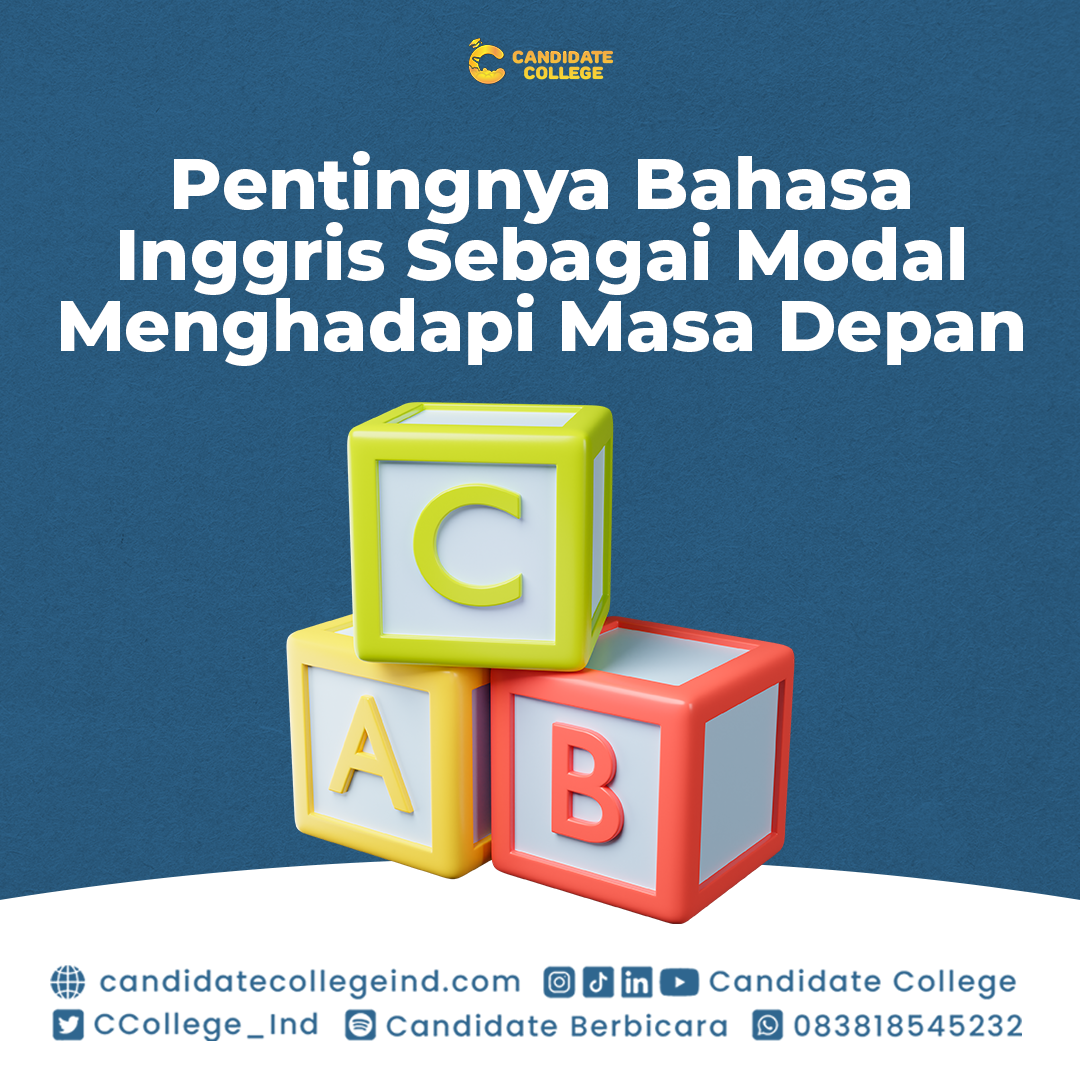 CANDIDATE
COLLEGE
Pentingnya Bahasa
Inggris Sebagai Modal
Menghadapi Masa Depan
C
A
B
candidatecollegeind.com Candidate College
CCollege_Ind Candidate Berbicara 083818545232